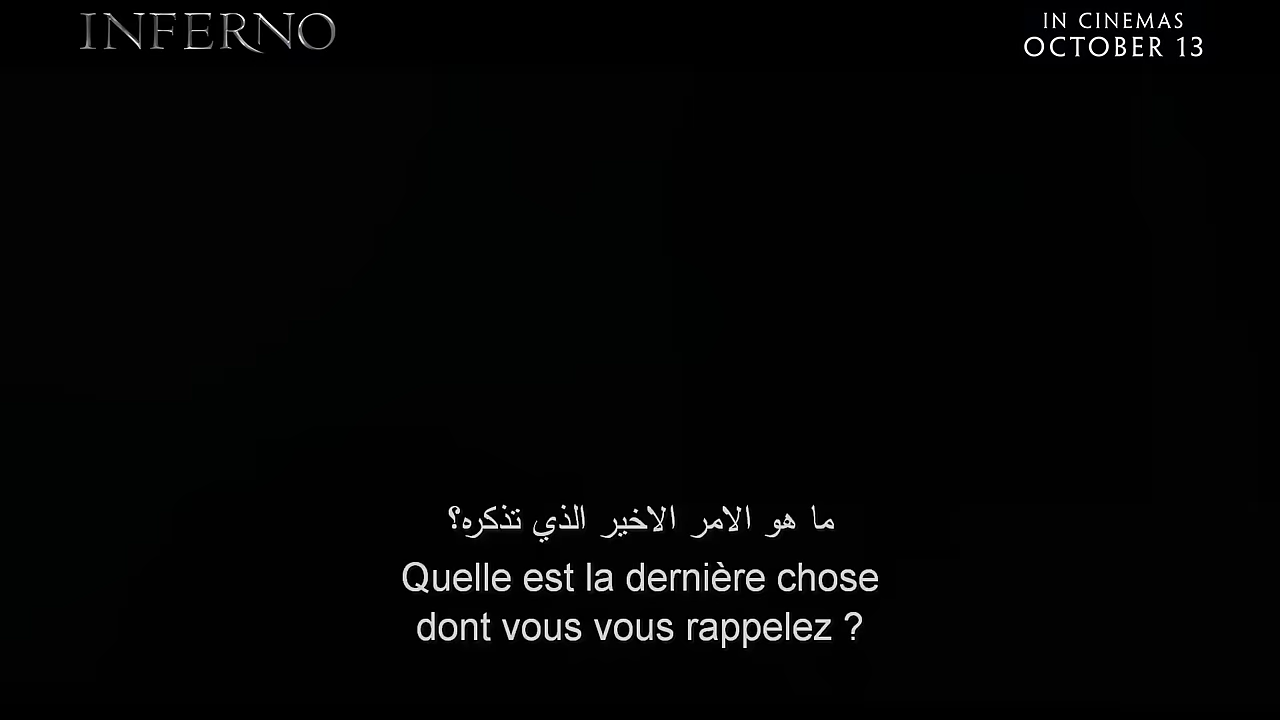 INFERNO
IN CINEMAS
OCTOBER 13
ما هو الامر الاخير الذي تذكره؟
Quelle est la dernière chose
dont vous vous rappelez ?